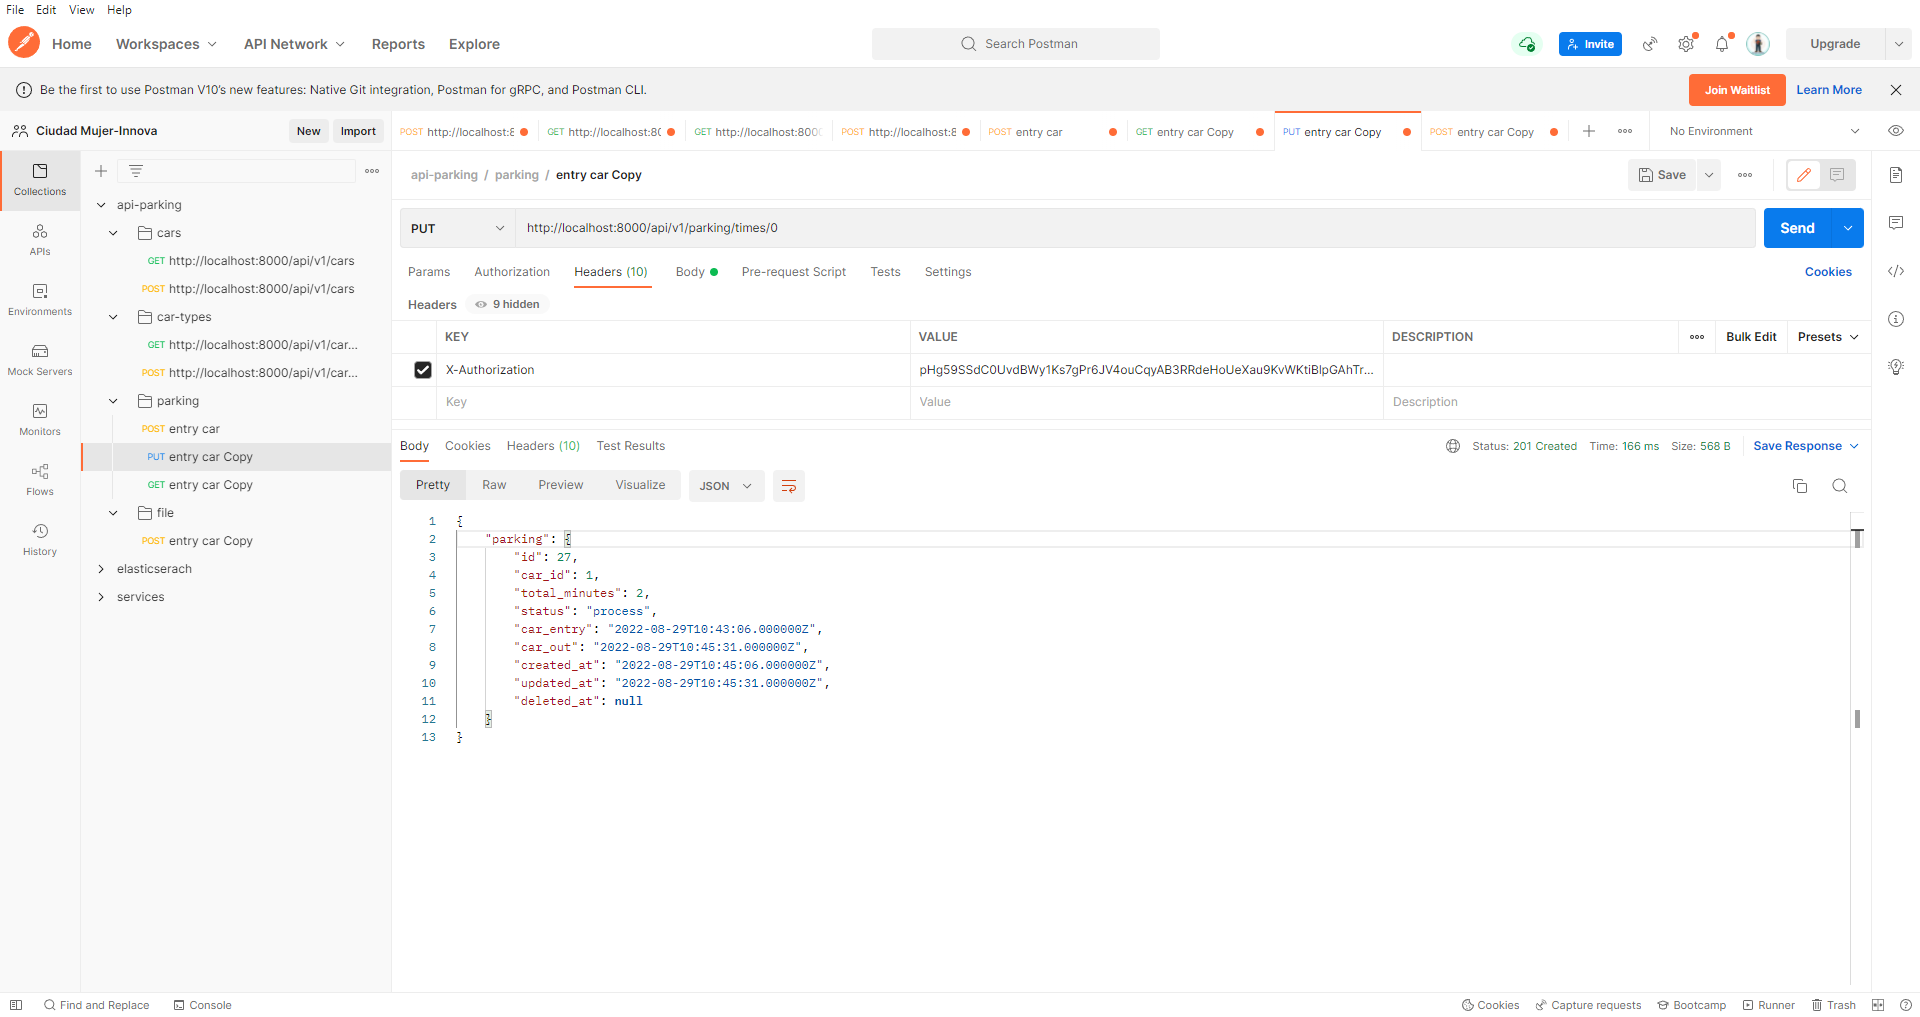 File Edit View Help
Home Workspaces API Network Reports Explore Search Postman Invite Upgrade
Be the first to use Postman V10's new features: Native Git integration, Postman for gRPC, and Postman CLI. Join Waitlist Learn More
Ciudad Mujer-Innova New Import
POST http://localhost:8 GET http://localhost:80 GET http://localhost:800 POST http://localhost:8 POST entry car GET entry car Copy PUT entry car Copy POST entry car Copy No Environment
Collections
APIs
Environments
Mock Servers
Monitors
Flows
History
api-parking
cars
GET http://localhost:8000/api/v1/cars
POST http://localhost:8000/api/v1/cars
car-types
GET http://localhost:8000/api/v1/car...
POST http://localhost:8000/api/v1/car...
parking
POST entry car
PUT entry car Copy
GET entry car Copy
file
POST entry car Copy
elasticserach
services
api-parking / parking / entry car Copy Save
PUT http://localhost:8000/api/v1/parking/times/0 Send
Params Authorization Headers (10) Body Pre-request Script Tests Settings Cookies
Headers 9 hidden
KEY VALUE DESCRIPTION Bulk Edit Presets
X-Authorization pHg59SSdC0UvdBWy1Ks7gPr6JV4ouCqyAB3RRdeHoUeXau9KvWKtiBlpGAhTr...
Key Value Description
Body Cookies Headers (10) Test Results Status: 201 Created Time: 166 ms Size: 568 B Save Response
Pretty Raw Preview Visualize JSON
1 {
2 "parking": {
3 "id": 27,
4 "car_id": 1,
5 "total_minutes": 2,
6 "status": "process",
7 "car_entry": "2022-08-29T10:43:06.000000Z",
8 "car_out": "2022-08-29T10:45:31.000000Z",
9 "created_at": "2022-08-29T10:45:06.000000Z",
10 "updated_at": "2022-08-29T10:45:31.000000Z",
11 "deleted_at": null
12 }
13 }
Find and Replace Console Cookies Capture requests Bootcamp Runner Trash